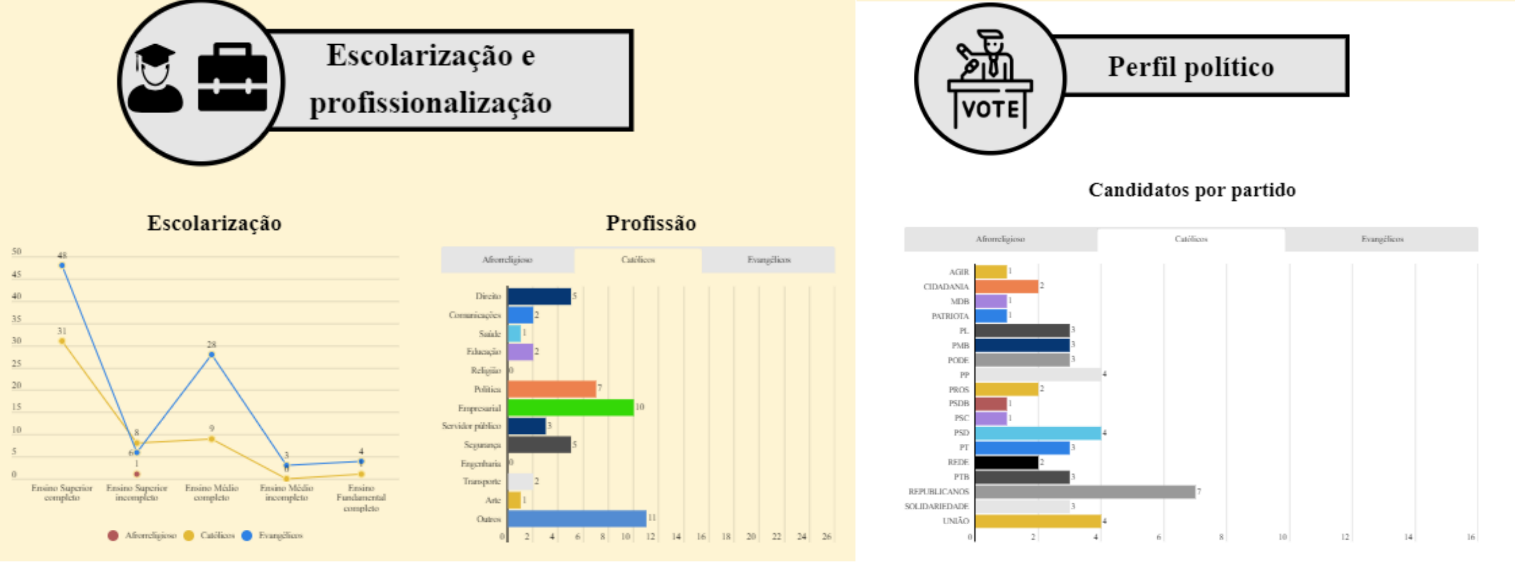 Escolarização e
profissionalização
Escolarização
50
45
40
35
30
25
20
15
10
5
0
48
31
8
6
1
28
9
3
0
4
1
Ensino Superior
completo
Ensino Superior
incompleto
Ensino Médio
completo
Ensino Médio
incompleto
Ensino
Fundamental
completo
Afrorreligioso Católicos Evangélicos
Profissão
Afrorreligioso Católicos Evangélicos
Direito 5
Comunicações 2
Saúde 1
Educação 2
Religião 0
Política 7
Empresarial 10
Servidor público 3
Segurança 5
Engenharia 0
Transporte 2
Arte 1
Outros 11
0 2 4 6 8 10 12 14 16 18 20 22 24 26
VOTE
Perfil político
Candidatos por partido
Afrorreligioso Católicos Evangélicos
AGIR 1
CIDADANIA 2
MDB 1
PATRIOTA 1
PL 3
PMB 3
PODE 3
PP 4
PROS 2
PSDB 1
PSC 1
PSD 4
PT 3
REDE 2
PTB 3
REPUBLICANOS 7
SOLIDARIEDADE 3
UNIÃO 4
0 2 4 6 8 10 12 14 16